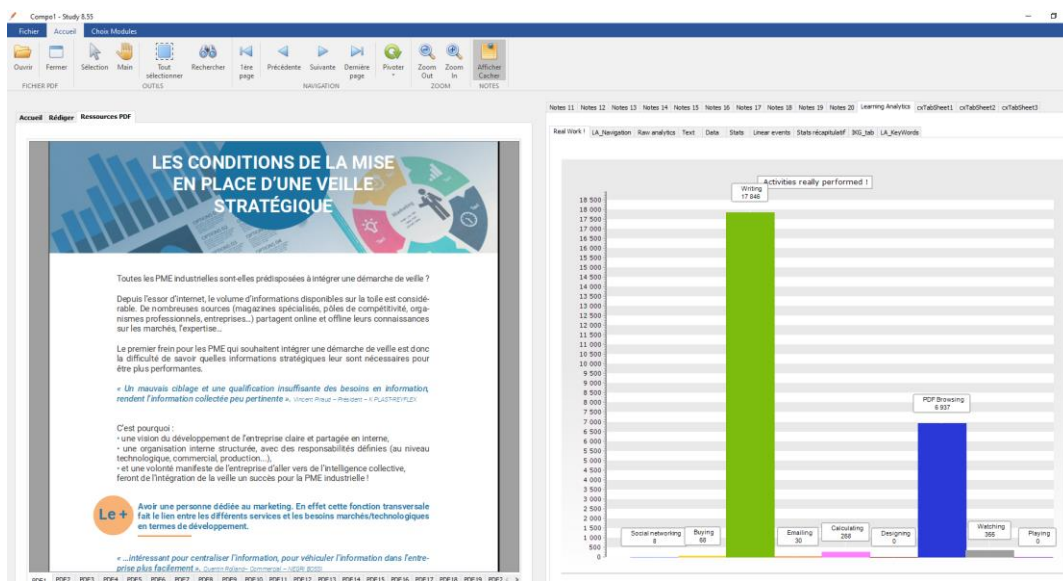 Compo1 - Study 8.55
Fichier Accueil Choix Modules
Ouvrir Fermer Sélection Main Tout sélectionner Rechercher 1ère page Précédente Suivante Dernière page Pivoter Zoom Out Zoom In Afficher Cacher
FICHIER PDF OUTILS NAVIGATION ZOOM NOTES
Accueil Rédiger Ressources PDF
LES CONDITIONS DE LA MISE
EN PLACE D'UNE VEILLE
STRATÉGIQUE
Marketing
Toutes les PME industrielles sont-elles prédisposées à intégrer une démarche de veille ?
Depuis l'essor d'internet, le volume d'informations disponibles sur la toile est considé-
rable. De nombreuses sources (magazines spécialisés, pôles de compétitivité, orga-
nismes professionnels, entreprises...) partagent online et offline leurs connaissances
sur les marchés, l'expertise...
Le premier frein pour les PME qui souhaitent intégrer une démarche de veille est donc
la difficulté de savoir quelles informations stratégiques leur sont nécessaires pour
être plus performantes.
« Un mauvais ciblage et une qualification insuffisante des besoins en information,
rendent l'information collectée peu pertinente ». Vincent Praud – Président –
C'est pourquoi :
• une vision du développement de l'entreprise claire et partagée en interne,
• une organisation interne structurée, avec des responsabilités définies (au niveau
technologique, commercial, production...),
• et une volonté manifeste de l'entreprise d'aller vers de l'intelligence collective,
feront de l'intégration de la veille un succès pour la PME industrielle !
Le +
Avoir une personne dédiée au marketing. En effet cette fonction transversale
fait le lien entre les différents services et les besoins marchés/technologiques
en termes de développement.
« ...intéressant pour centraliser l'information, pour véhiculer l'information dans l'entre-
prise plus facilement ». Quentin Rolland– Commercial – NEGRI BOSSI
PDF1 PDF2 PDF3 PDF4 PDF5 PDF6 PDF7 PDF8 PDF9 PDF10 PDF11 PDF12 PDF13 PDF14 PDF15 PDF16 PDF17 PDF18 PDF19
Notes 11 Notes 12 Notes 13 Notes 14 Notes 15 Notes 16 Notes 17 Notes 18 Notes 19 Notes 20 Learning Analytics cxTabSheet1 cxTabSheet2 cxTabSheet3
Real Work ! LA_Navigation Raw analytics Text Data Stats Linear events Stats récapitulatif IKG_tab LA_KeyWords
Activities really performed !
18 500
18 000
17 500
17 000
16 500
16 000
15 500
15 000
14 500
14 000
13 500
13 000
12 500
12 000
11 500
11 000
10 500
10 000
9 500
9 000
8 500
8 000
7 500
7 000
6 500
6 000
5 500
5 000
4 500
4 000
3 500
3 000
2 500
2 000
1 500
1 000
500
0
Social networking
8
Buying
88
Writing
17 846
Emailing
30
Calculating
268
Designing
0
PDF Browsing
6 937
Watching
366
Playing
0